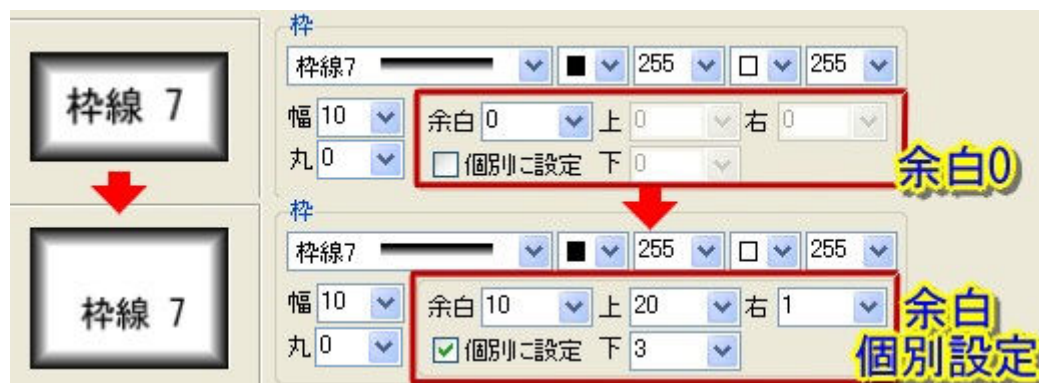 枠
枠線7 255 255
枠線 7
幅 10 余白 0 上 0 右 0
丸 0 個別に設定 下 0
余白0
枠
枠線7 255 255
枠線 7
幅 10 余白 10 上 20 右 1
丸 0 個別に設定 下 3
余白
個別設定